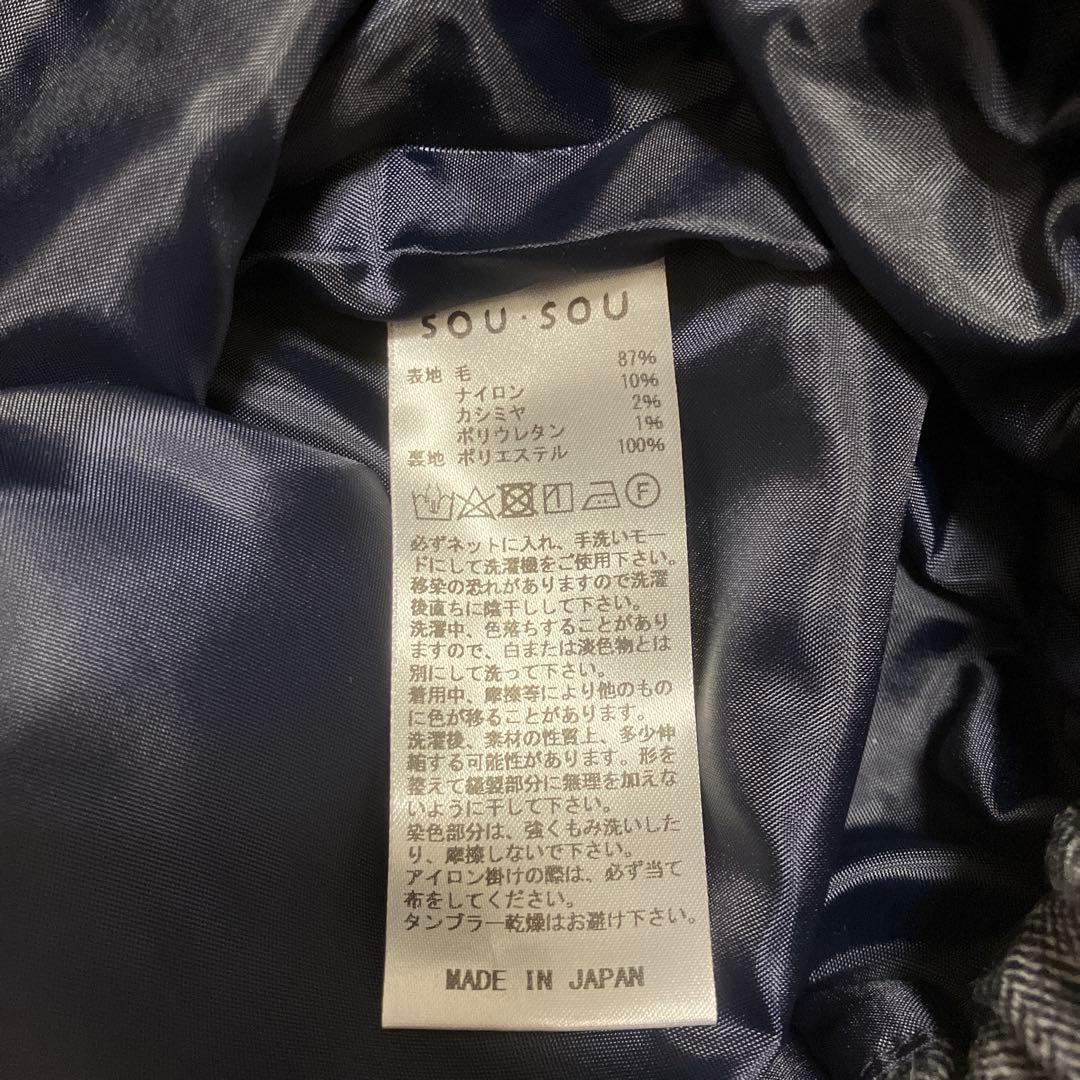 SOU・SOU
表地 毛 87%
ナイロン 10%
カシミヤ 2%
ポリウレタン 1%
裏地 ポリエステル 100%
F
必ずネットに入れ、手洗いモー
ドにして洗濯機をご使用下さい。
移染の恐れがありますので洗濯
後直ちに陰干しして下さい。
洗濯中、色落ちすることがあり
ますので、白または淡色物とは
別にして洗って下さい。
着用中、摩擦等により他のもの
に色が移ることがあります。
洗濯後、素材の性質上、多少伸
縮する可能性があります。形を
整えて縫製部分に無理を加えな
いように干して下さい。
染色部分は、強くもみ洗いした
り、摩擦しないで下さい。
アイロン掛けの際は、必ず当て
布をしてください。
タンブラー乾燥はお避け下さい。
MADE IN JAPAN